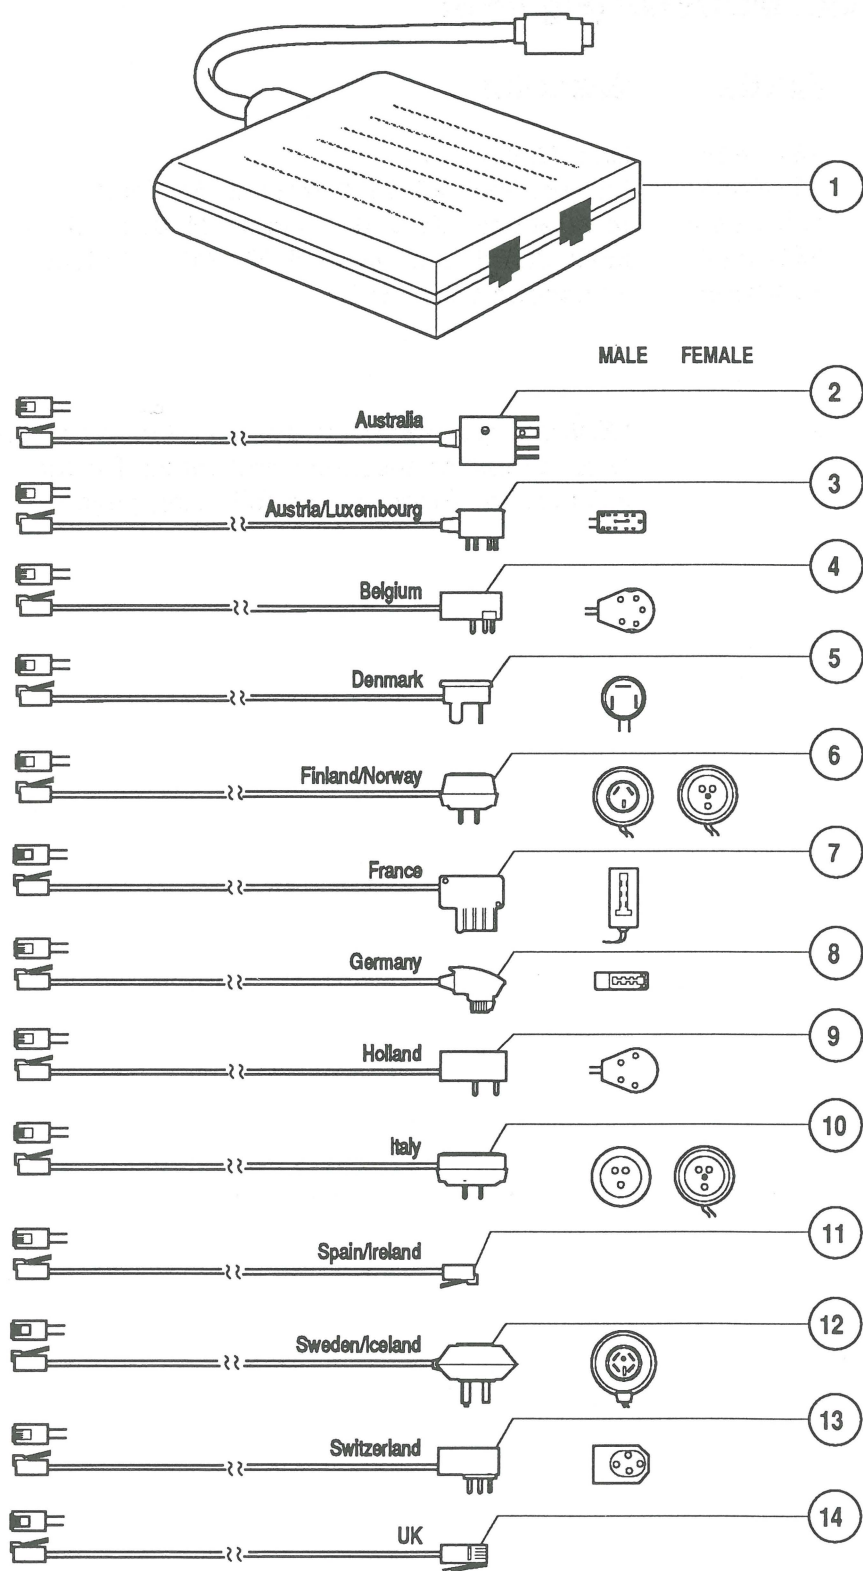 1
MALE FEMALE
2
Australia
3
Austria/Luxembourg
4
Belgium
5
Denmark
6
Finland/Norway
7
France
8
Germany
9
Holland
10
Italy
11
Spain/Ireland
12
Sweden/Iceland
13
Switzerland
14
UK